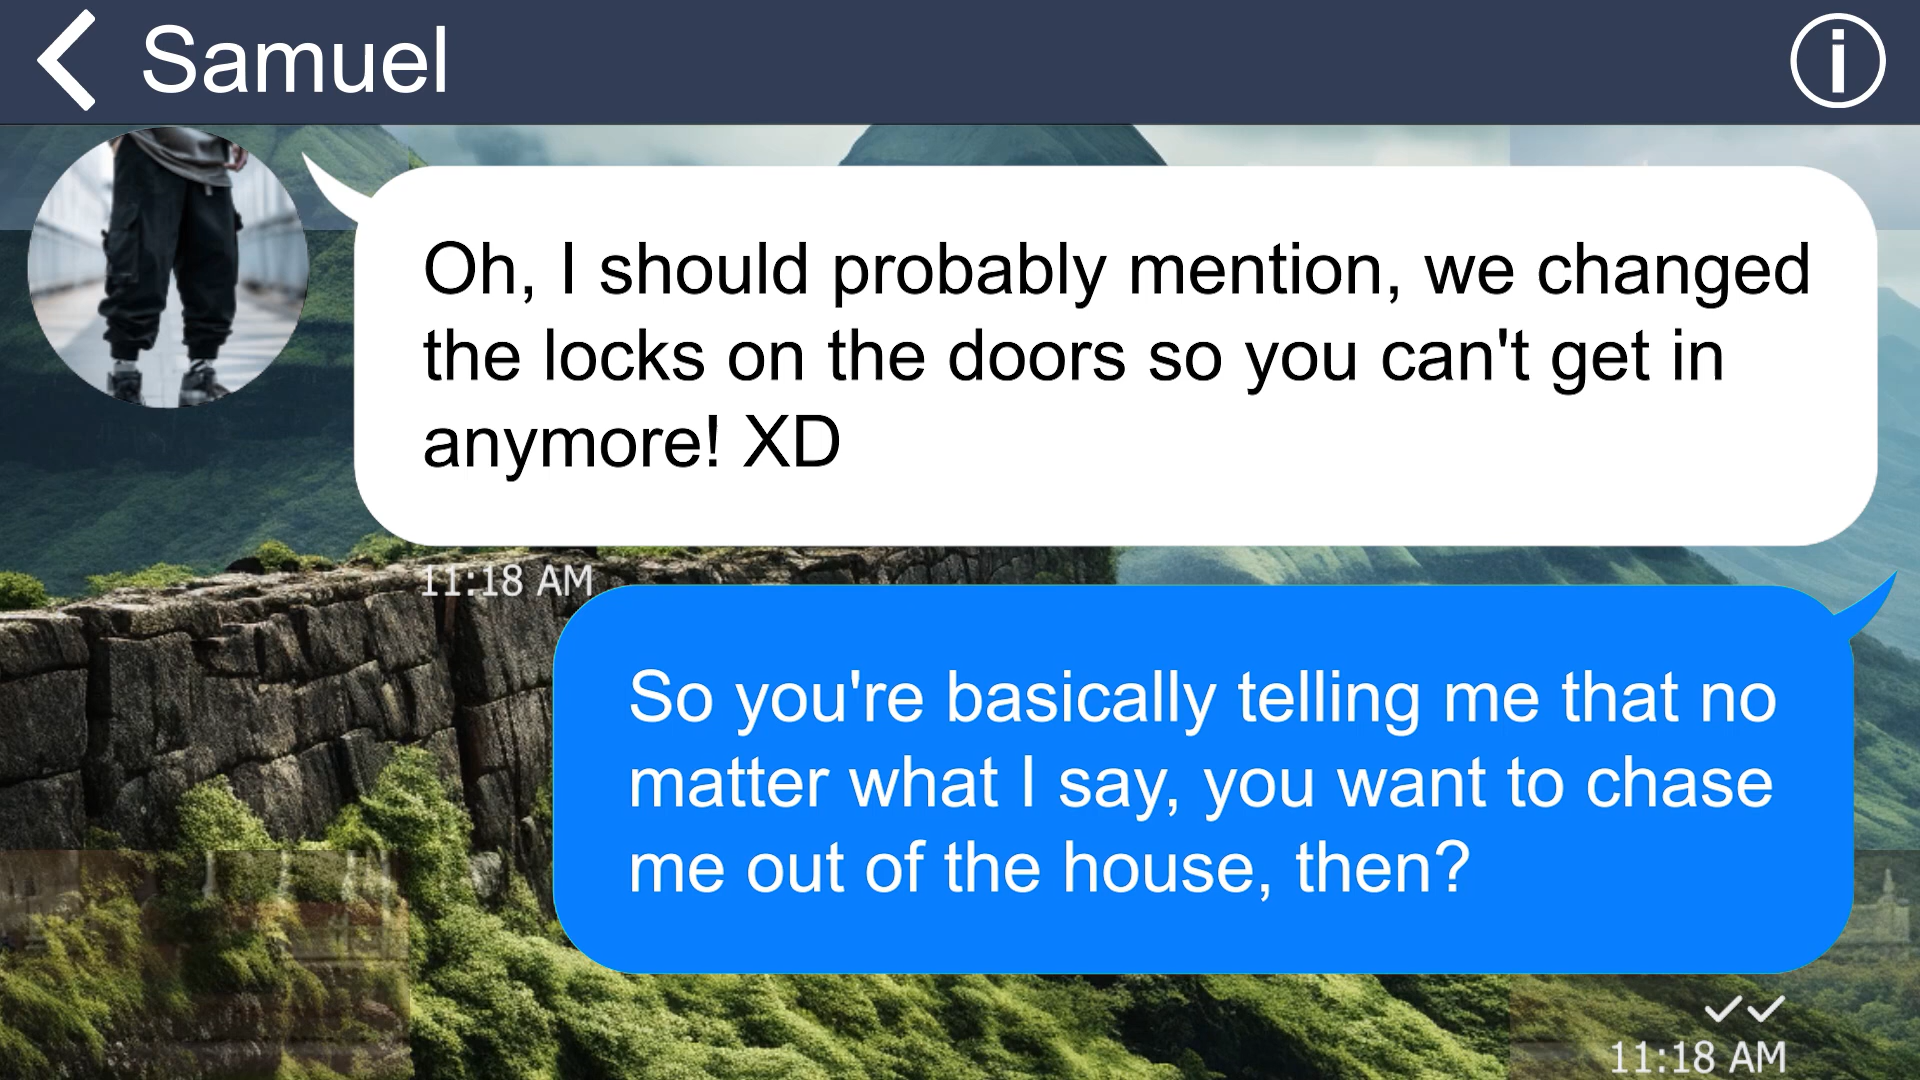 Samuel
Oh, I should probably mention, we changed
the locks on the doors so you can't get in
anymore! XD
11:18 AM
So you're basically telling me that no
matter what I say, you want to chase
me out of the house, then?
11:18 AM